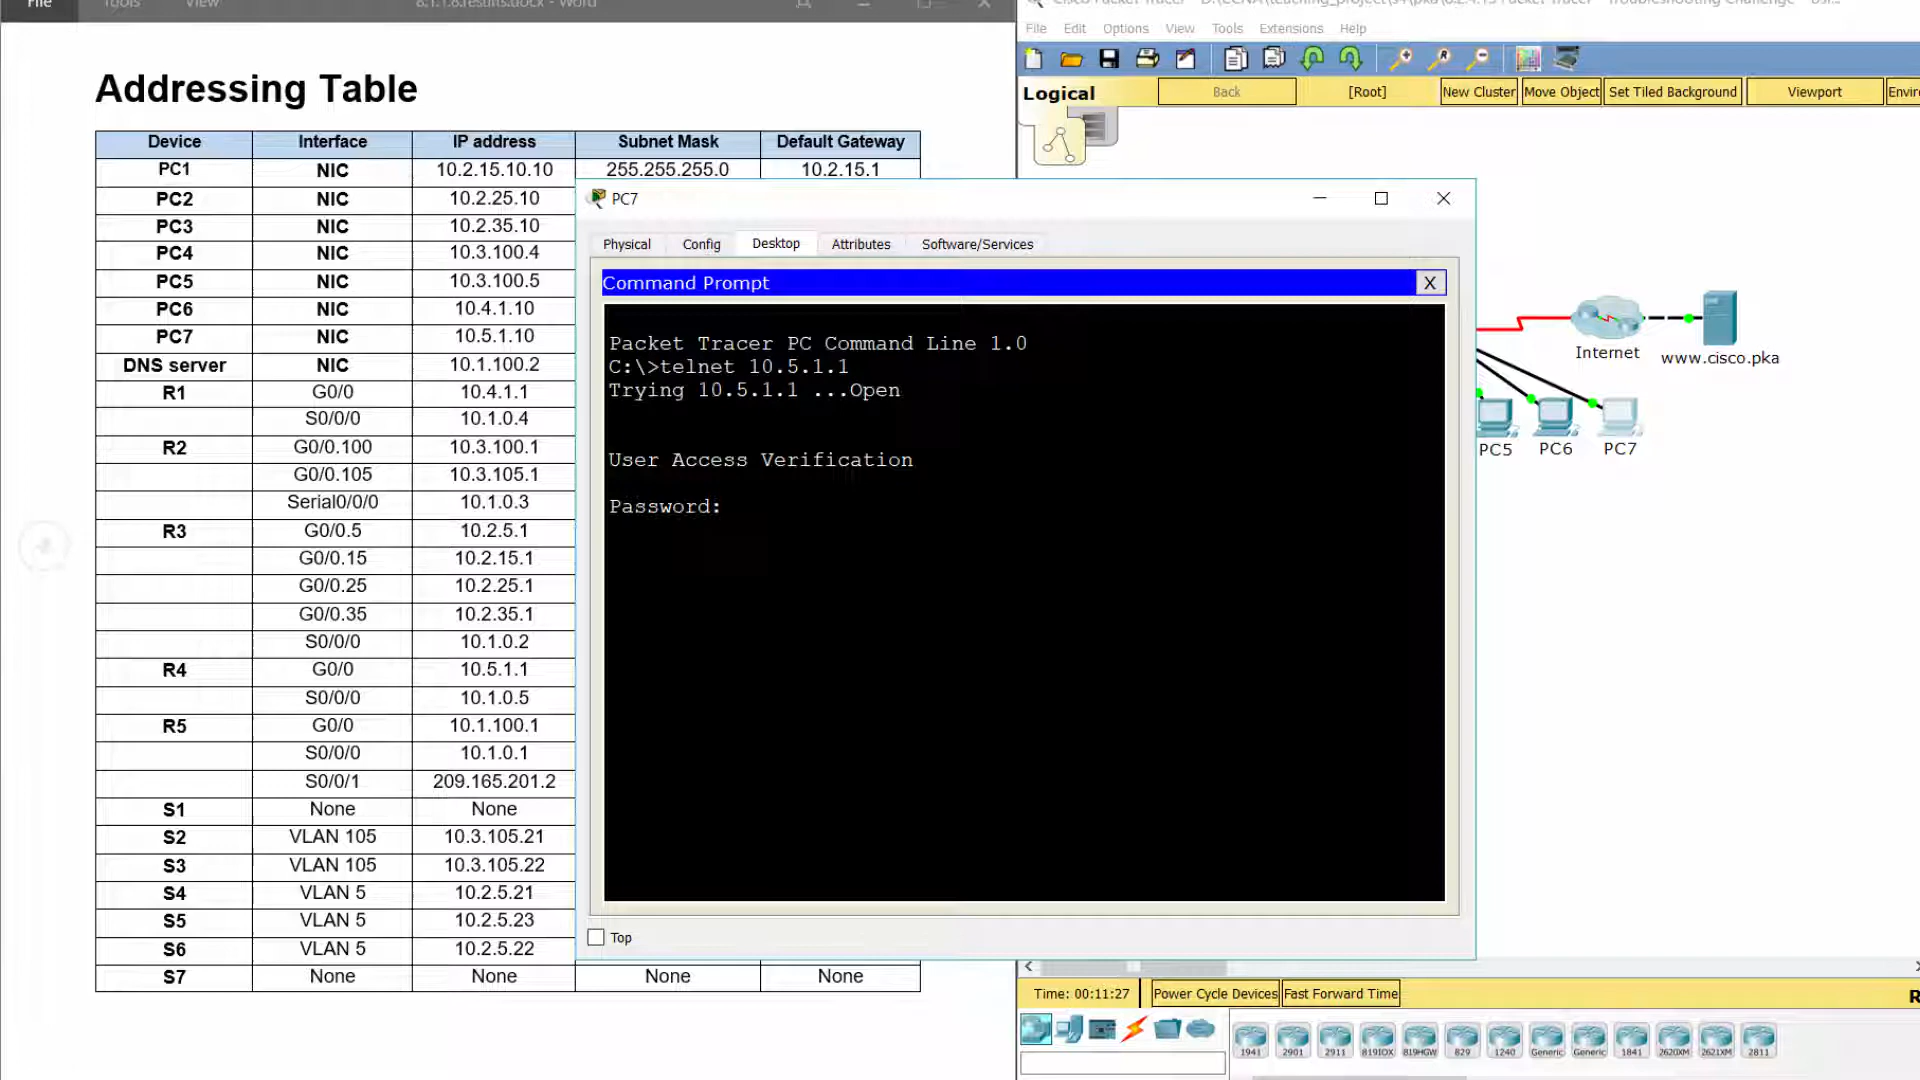 File Tools View 8.1.1.8.results.docx - Word
Addressing Table
Device Interface IP address Subnet Mask Default Gateway
PC1 NIC 10.2.15.10.10 255.255.255.0 10.2.15.1
PC2 NIC 10.2.25.10
PC3 NIC 10.2.35.10
PC4 NIC 10.3.100.4
PC5 NIC 10.3.100.5
PC6 NIC 10.4.1.10
PC7 NIC 10.5.1.10
DNS server NIC 10.1.100.2
R1 G0/0 10.4.1.1
S0/0/0 10.1.0.4
R2 G0/0.100 10.3.100.1
G0/0.105 10.3.105.1
Serial0/0/0 10.1.0.3
R3 G0/0.5 10.2.5.1
G0/0.15 10.2.15.1
G0/0.25 10.2.25.1
G0/0.35 10.2.35.1
S0/0/0 10.1.0.2
R4 G0/0 10.5.1.1
S0/0/0 10.1.0.5
R5 G0/0 10.1.100.1
S0/0/0 10.1.0.1
S0/0/1 209.165.201.2
S1 None None
S2 VLAN 105 10.3.105.21
S3 VLAN 105 10.3.105.22
S4 VLAN 5 10.2.5.21
S5 VLAN 5 10.2.5.23
S6 VLAN 5 10.2.5.22
S7 None None None None
PC7
Physical Config Desktop Attributes Software/Services
Command Prompt X
Packet Tracer PC Command Line 1.0
C:\>telnet 10.5.1.1
Trying 10.5.1.1 ...Open
User Access Verification
Password:
Top
File Edit Options View Tools Extensions Help
Logical Back [Root] New Cluster Move Object Set Tiled Background Viewport
Internet www.cisco.pka
PC5 PC6 PC7
Time: 00:11:27 Power Cycle Devices Fast Forward Time
1941 2901 2911 819IOX 819HGW 829 1240 Generic Generic 1841 2620XM 2621XM 2811